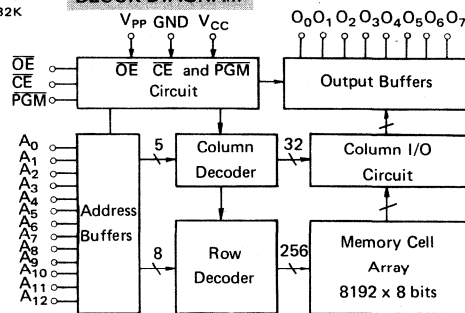 32K
BLOCK DIAGRAM
VPP GND VCC
O0 O1 O2 O3 O4 O5 O6 O7
OE
CE
PGM
OE CE and PGM
Circuit
Output Buffers
A0
A1
A2
A3
A4
A5
A6
A7
A8
A9
A10
A11
A12
Address
Buffers
5
Column
Decoder
32
Column I/O
Circuit
8
Row
Decoder
256
Memory Cell
Array
8192 x 8 bits